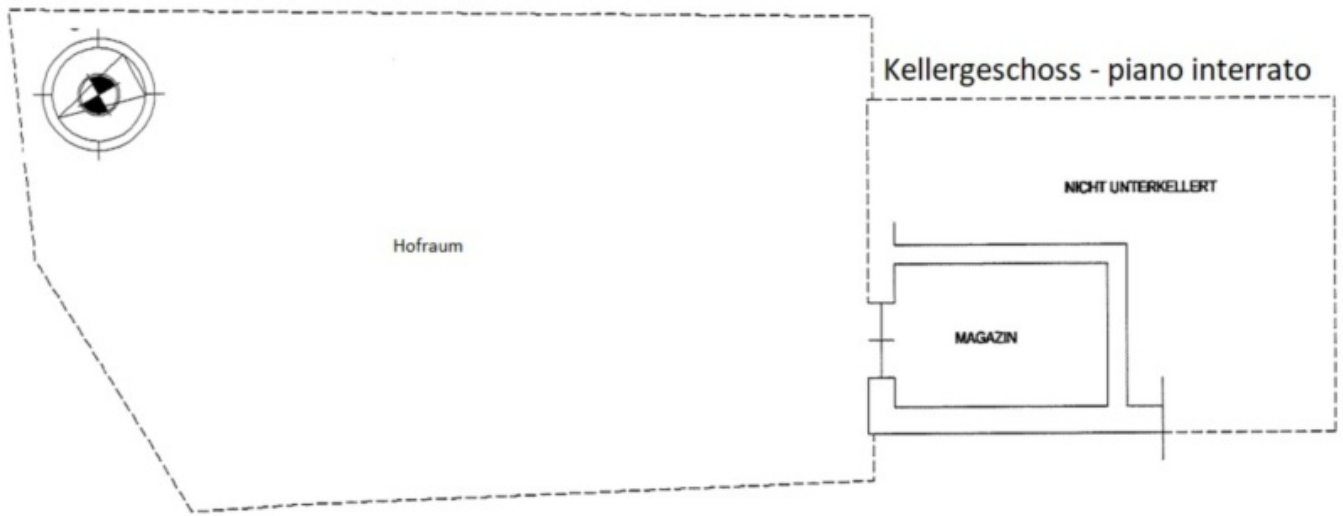 Kellergeschoss - piano interrato
NICHT UNTERKELLERT
Hofraum
MAGAZIN